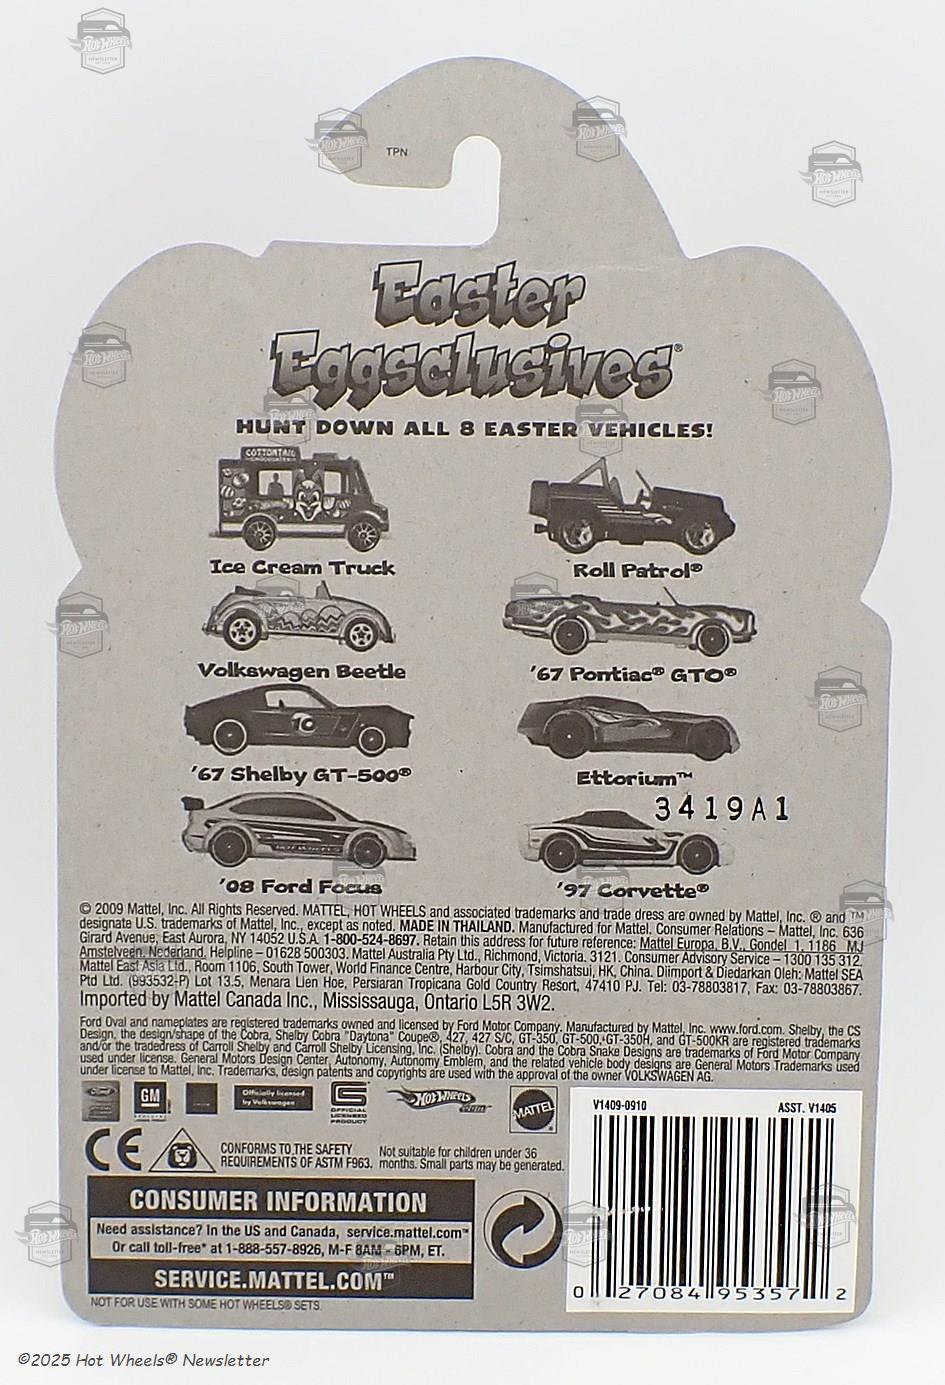 TPN
Easter
Eggsclusives®
HUNT DOWN ALL 8 EASTER VEHICLES!
COTTONTAIL
Ice Cream Truck
Roll Patrol®
Volkswagen Beetle
'67 Pontiac® GTO®
TC
'67 Shelby GT-500®
Ettorium™
3419A1
HOT WHEELS
'08 Ford Focus
'97 Corvette®
© 2009 Mattel, Inc. All Rights Reserved. MATTEL, HOT WHEELS and associated trademarks and trade dress are owned by Mattel, Inc. ® and ™
designate U.S. trademarks of Mattel, Inc., except as noted. MADE IN THAILAND. Manufactured for Mattel. Consumer Relations – Mattel, Inc. 636
Girard Avenue, East Aurora, NY 14052 U.S.A. 1-800-524-8697. Retain this address for future reference: Mattel Europa. B.V., Gondel 1, 1186 MJ
Amstelveen, Nederland. Helpline – 01628 500303. Mattel Australia Pty Ltd., Richmond, Victoria. 3121. Consumer Advisory Service – 1300 135 312.
Mattel East Asia Ltd., Room 1106, South Tower, World Finance Centre, Harbour City, Tsimshatsui, HK, China. Diimport & Diedarkan Oleh: Mattel SEA
Ptd Ltd. (993532-P) Lot 13.5, Menara Lien Hoe, Persiaran Tropicana Gold Country Resort, 47410 PJ. Tel: 03-78803817, Fax: 03-78803867.
Imported by Mattel Canada Inc., Mississauga, Ontario L5R 3W2.
Ford Oval and nameplates are registered trademarks owned and licensed by Ford Motor Company. Manufactured by Mattel, Inc. www.ford.com. Shelby, the CS
Design, the design/shape of the Cobra, Shelby Cobra "Daytona" Coupe®, 427, 427 S/C, GT-350, GT-500, GT-350H, and GT-500KR are registered trademarks
and/or the tradedress of Carroll Shelby and Carroll Shelby Licensing, Inc. (Shelby). Cobra and the Cobra Snake Designs are trademarks of Ford Motor Company
used under license. General Motors Design Center, Autonomy, Autonomy Emblem, and the related vehicle body designs are General Motors Trademarks used
under license to Mattel, Inc. Trademarks, design patents and copyrights are used with the approval of the owner VOLKSWAGEN AG.
GM
Officially licensed
by Volkswagen
OFFICIAL
LICENSED
PRODUCT
Hot Wheels
.com
MATTEL
CE
CONFORMS TO THE SAFETY
REQUIREMENTS OF ASTM F963.
Not suitable for children under 36
months. Small parts may be generated.
CONSUMER INFORMATION
Need assistance? In the US and Canada, service.mattel.com™
Or call toll-free* at 1-888-557-8926, M-F 8AM - 6PM, ET.
SERVICE.MATTEL.COM™
NOT FOR USE WITH SOME HOT WHEELS® SETS.
V1409-0910
ASST. V1405
0 27084 95357 2
©2025 Hot Wheels® Newsletter